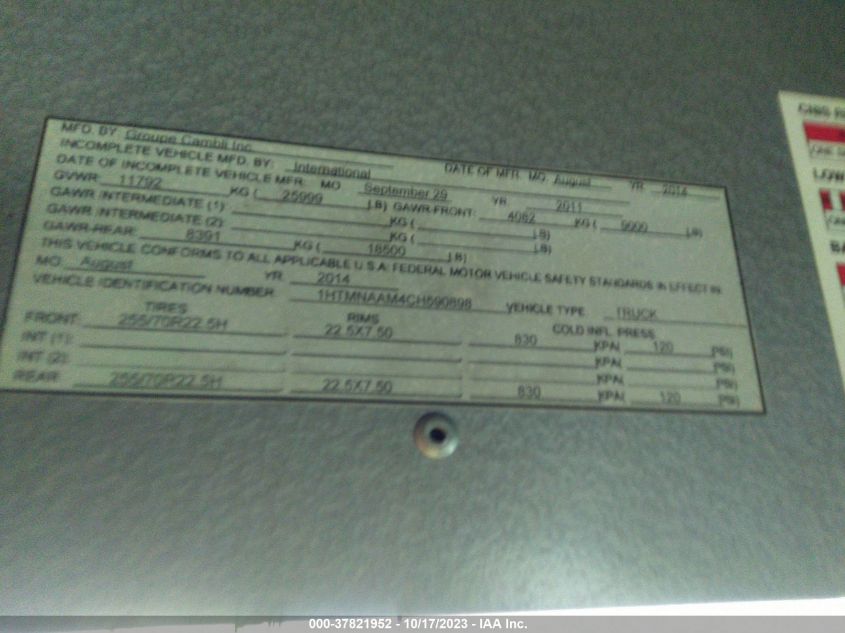 MFD. BY: Groupe Cambli Inc. DATE OF MFR. MO. August YR. 2014
INCOMPLETE VEHICLE MFD. BY: International
DATE OF INCOMPLETE VEHICLE MFR: MO September 29 YR 2011
GVWR: 11792 KG ( 25999 LB) GAWR-FRONT: 4082 KG ( 9000 LB)
GAWR INTERMEDIATE (1): KG ( LB)
GAWR INTERMEDIATE (2): KG ( LB)
GAWR-REAR: 8391 KG ( 18500 LB)
THIS VEHICLE CONFORMS TO ALL APPLICABLE U.S.A. FEDERAL MOTOR VEHICLE SAFETY STANDARDS IN EFFECT IN
MO. August YR 2014
VEHICLE IDENTIFICATION NUMBER 1HTMNAAM4CH590898 VEHICLE TYPE TRUCK
TIRES RIMS COLD INFL. PRESS
FRONT: 255/70R22.5H 22.5X7.50 830 KPA( 120 PSI)
INT (1): KPA( PSI)
INT (2): KPA( PSI)
REAR: 255/70R22.5H 22.5X7.50 830 KPA( 120 PSI)
LOW
000-37821952 - 10/17/2023 - IAA Inc.